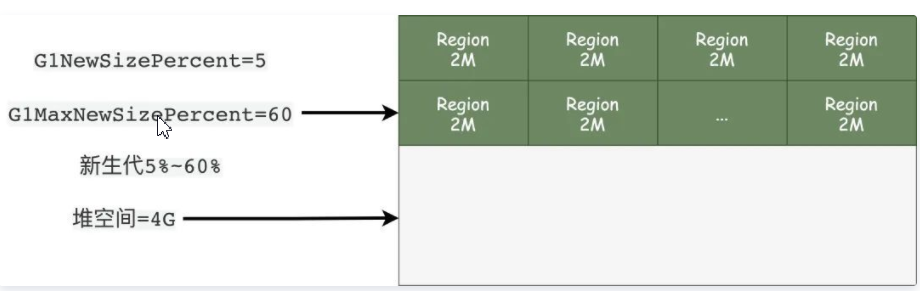 G1NewSizePercent=5
G1MaxNewSizePercent=60
新生代5%~60%
堆空间=4G
Region 2M
Region 2M
Region 2M
Region 2M
Region 2M
Region 2M
...
Region 2M